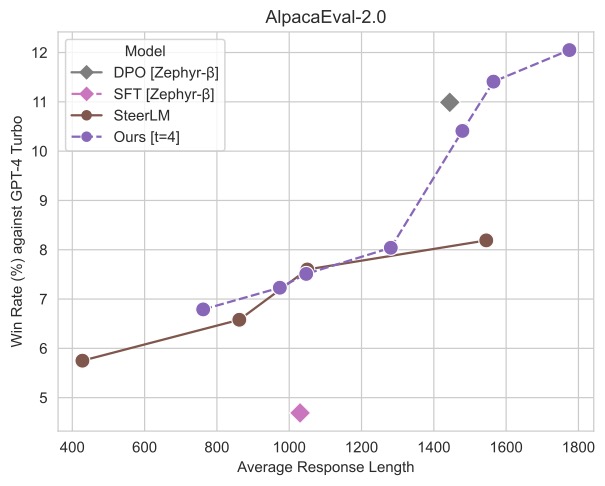 AlpacaEval-2.0
Model
DPO [Zephyr-β]
SFT [Zephyr-β]
SteerLM
Ours [t=4]
Win Rate (%) against GPT-4 Turbo
12
11
10
9
8
7
6
5
400 600 800 1000 1200 1400 1600 1800
Average Response Length